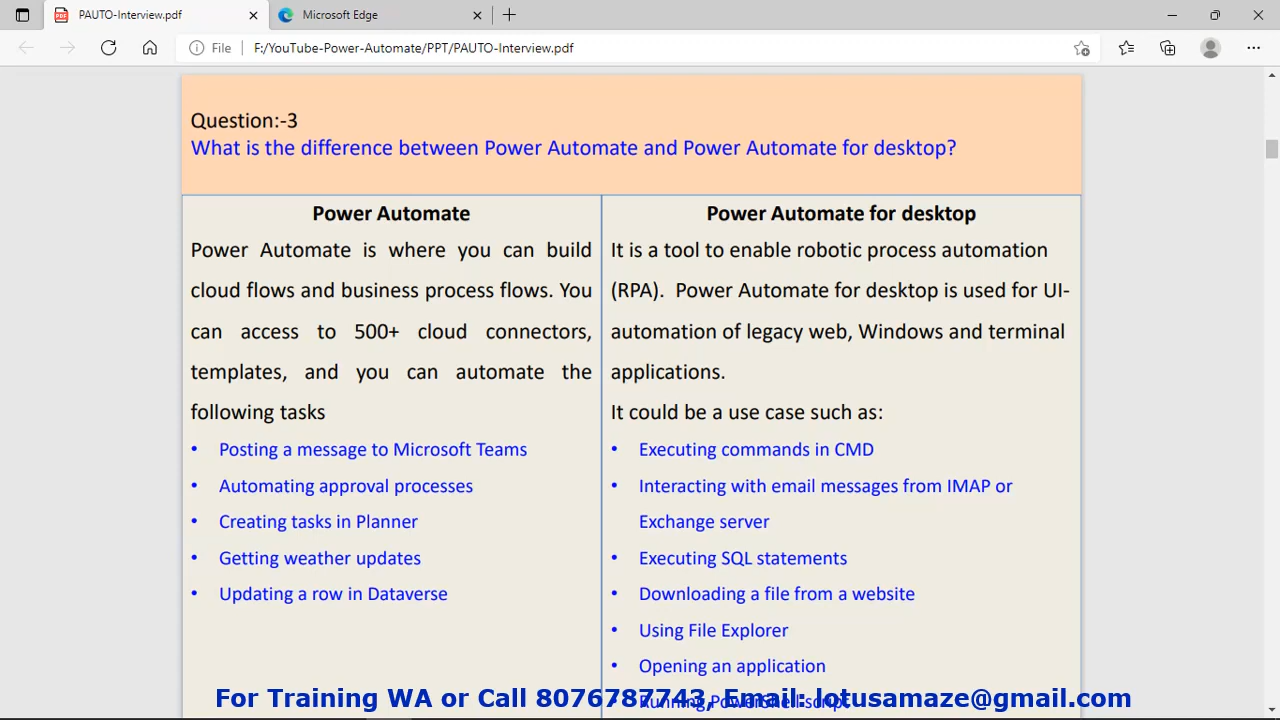 PAUTO-Interview.pdf
Microsoft Edge
File
F:/YouTube-Power-Automate/PPT/PAUTO-Interview.pdf
Question:-3
What is the difference between Power Automate and Power Automate for desktop?
Power Automate
Power Automate is where you can build
cloud flows and business process flows. You
can access to 500+ cloud connectors,
templates, and you can automate the
following tasks
• Posting a message to Microsoft Teams
• Automating approval processes
• Creating tasks in Planner
• Getting weather updates
• Updating a row in Dataverse
Power Automate for desktop
It is a tool to enable robotic process automation
(RPA). Power Automate for desktop is used for UI-
automation of legacy web, Windows and terminal
applications.
It could be a use case such as:
• Executing commands in CMD
• Interacting with email messages from IMAP or
Exchange server
• Executing SQL statements
• Downloading a file from a website
• Using File Explorer
• Opening an application
• Running PowerShell script
For Training WA or Call 8076787743, Email: lotusamaze@gmail.com